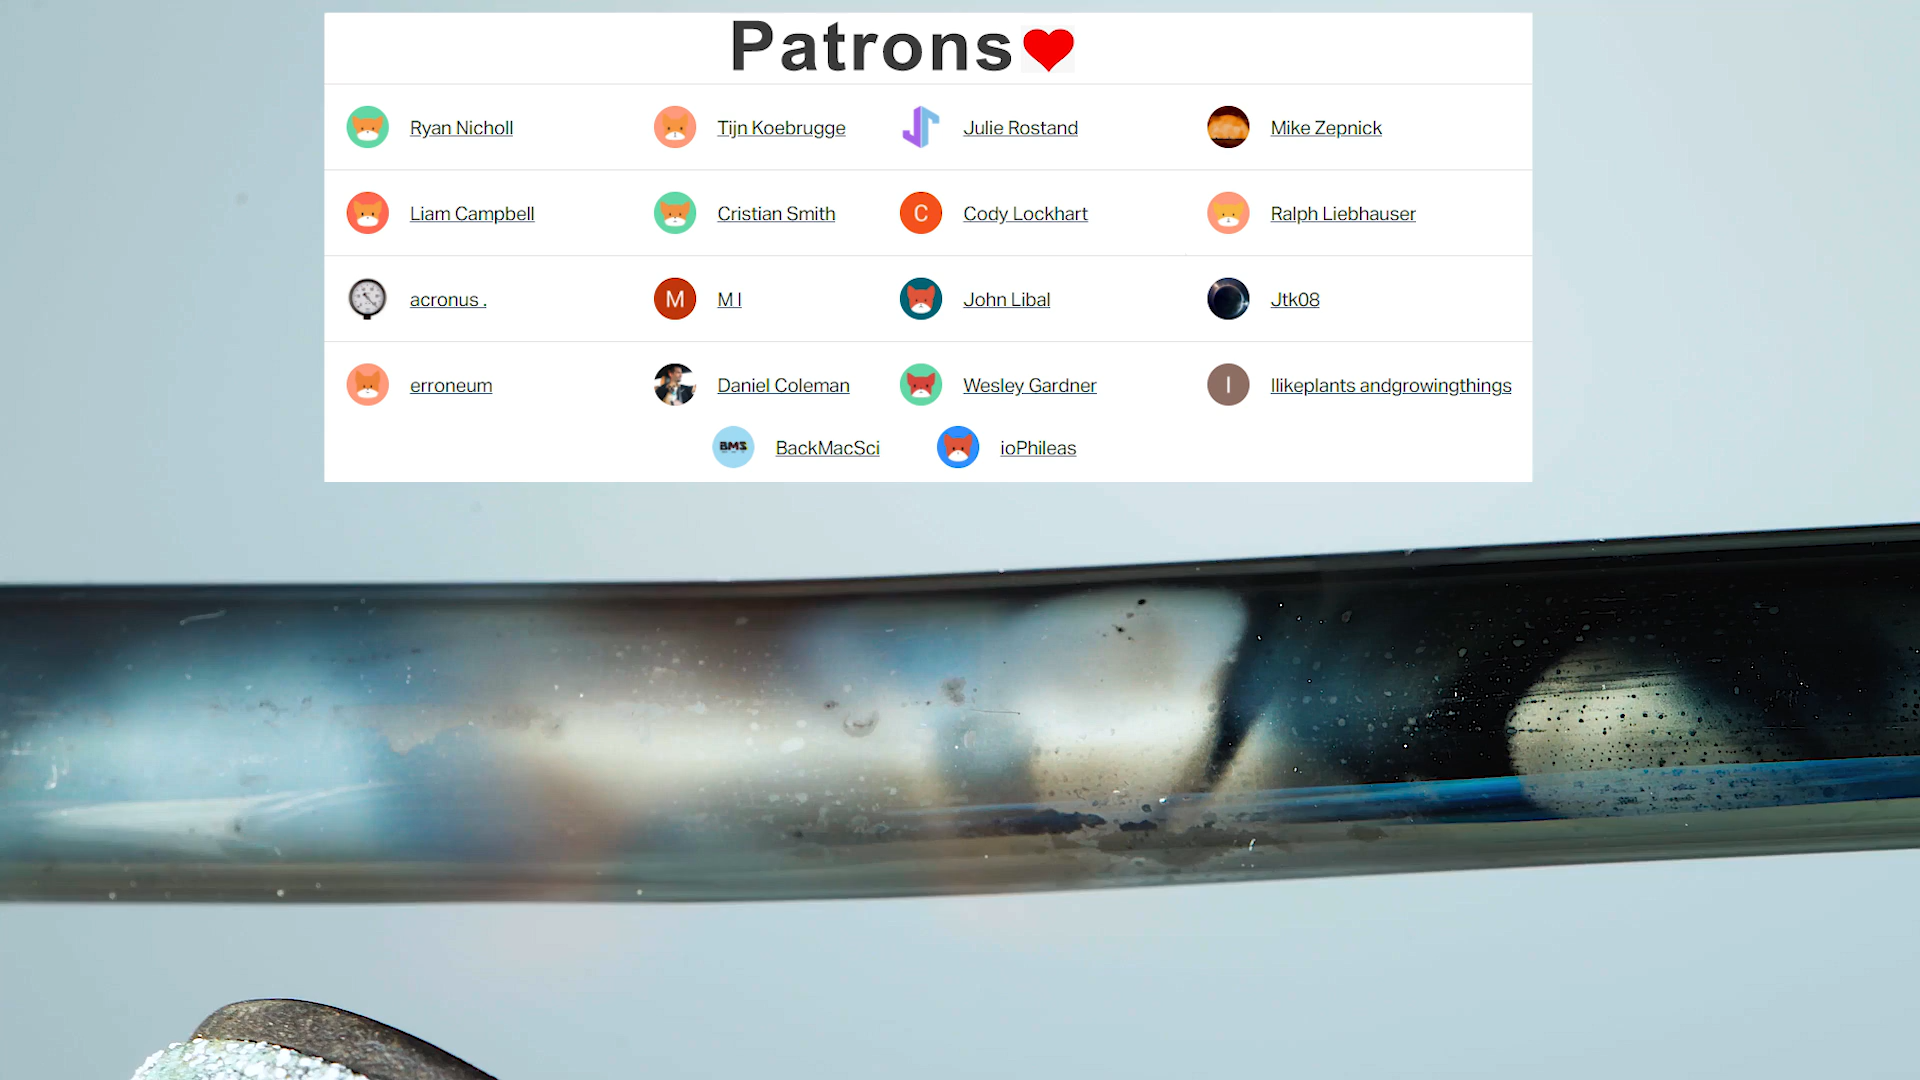 Patrons
Ryan Nicholl Tijn Koebrugge Julie Rostand Mike Zepnick
Liam Campbell Cristian Smith C Cody Lockhart Ralph Liebhauser
acronus . M M I John Libal Jtk08
erroneum Daniel Coleman Wesley Gardner I Ilikeplants andgrowingthings
BMS BackMacSci ioPhileas